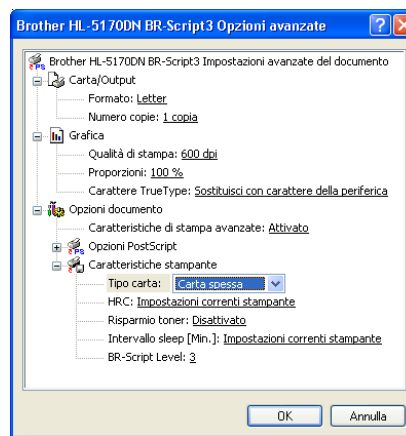 Brother HL-5170DN BR-Script3 Opzioni avanzate
Brother HL-5170DN BR-Script3 Impostazioni avanzate del documento
Carta/Output
Formato: Letter
Numero copie: 1 copia
Grafica
Qualità di stampa: 600 dpi
Proporzioni: 100 %
Carattere TrueType: Sostituisci con carattere della periferica
Opzioni documento
Caratteristiche di stampa avanzate: Attivato
Opzioni PostScript
Caratteristiche stampante
Tipo carta: Carta spessa
HRC: Impostazioni correnti stampante
Risparmio toner: Disattivato
Intervallo sleep [Min.]: Impostazioni correnti stampante
BR-Script Level: 3
OK Annulla